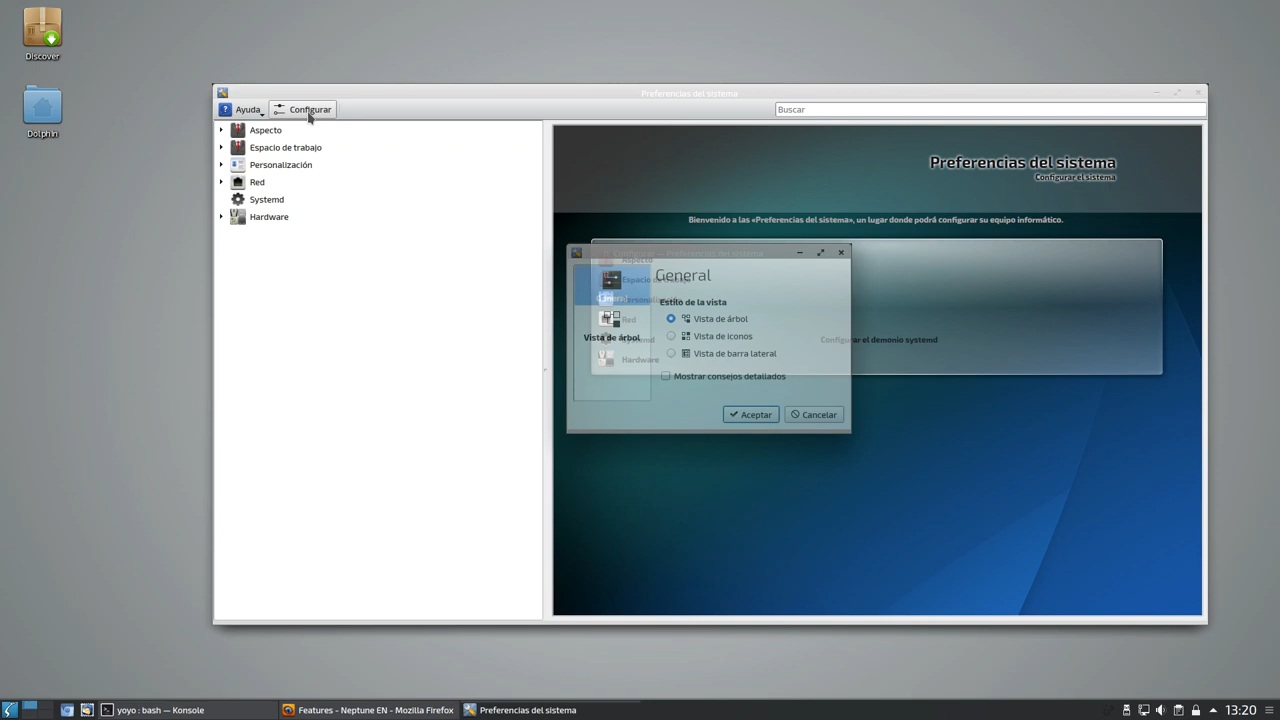 Discover
Dolphin
Preferencias del sistema
Ayuda
Configurar
Buscar
Aspecto
Espacio de trabajo
Personalización
Red
Systemd
Hardware
Preferencias del sistema
Configurar el sistema
Bienvenido a las «Preferencias del sistema», un lugar donde podrá configurar su equipo informático.
Aspecto
Espacio de trabajo
Red
Hardware
Configurar el demonio systemd
Vista de árbol
General
Estilo de la vista
Vista de árbol
Vista de iconos
Vista de barra lateral
Mostrar consejos detallados
Aceptar
Cancelar
yoyo : bash — Konsole
Features - Neptune EN - Mozilla Firefox
Preferencias del sistema
13:20